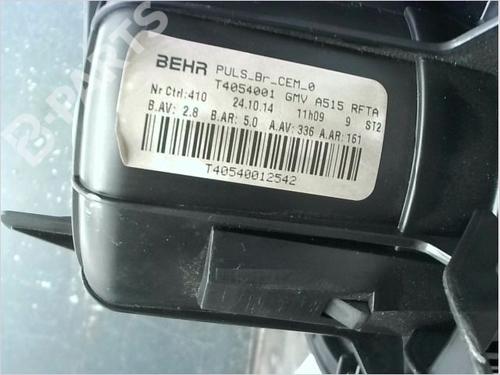 BEHR PULS_Br_CEM_0
T4054001 GMV A515 RFTA
Nr Ctrl:410 24.10.14 11h09 9 ST2
B.AV: 2.8 B.AR: 5.0 A.AV: 336 A.AR: 161
T40540012542
B-PARTS